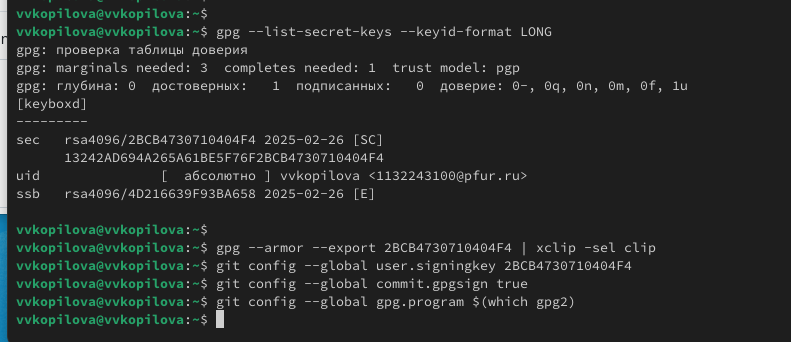 vvkopilova@vvkopilova:~$
vvkopilova@vvkopilova:~$ gpg --list-secret-keys --keyid-format LONG
gpg: проверка таблицы доверия
gpg: marginals needed: 3  completes needed: 1  trust model: pgp
gpg: глубина: 0  достоверных:   1  подписанных:   0  доверие: 0-, 0q, 0n, 0m, 0f, 1u
[keyboxd]
---------
sec   rsa4096/2BCB4730710404F4 2025-02-26 [SC]
      13242AD694A265A61BE5F76F2BCB4730710404F4
uid               [  абсолютно ] vvkopilova <1132243100@pfur.ru>
ssb   rsa4096/4D216639F93BA658 2025-02-26 [E]
vvkopilova@vvkopilova:~$
vvkopilova@vvkopilova:~$ gpg --armor --export 2BCB4730710404F4 | xclip -sel clip
vvkopilova@vvkopilova:~$ git config --global user.signingkey 2BCB4730710404F4
vvkopilova@vvkopilova:~$ git config --global commit.gpgsign true
vvkopilova@vvkopilova:~$ git config --global gpg.program $(which gpg2)
vvkopilova@vvkopilova:~$